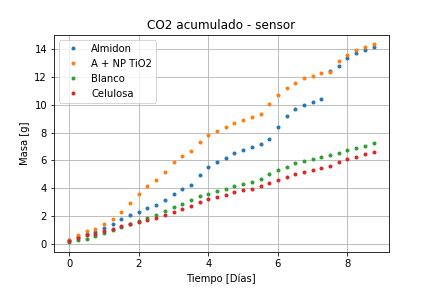 CO2 acumulado - sensor
Masa [g]
14
12
10
8
6
4
2
0
Almidon
A + NP TiO2
Blanco
Celulosa
0 2 4 6 8
Tiempo [Días]